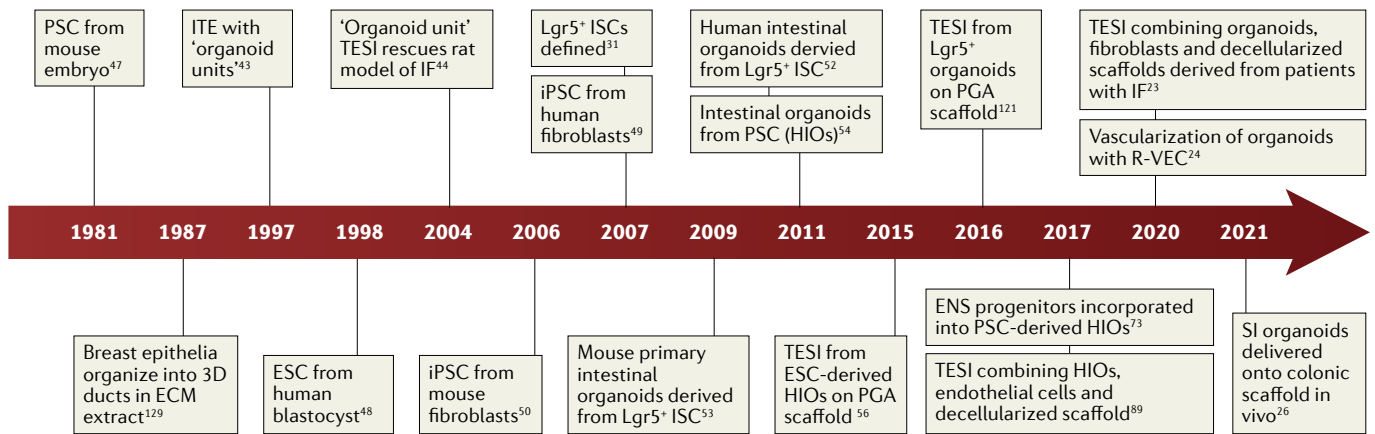 PSC from
mouse
embryo47
ITE with
‘organoid
units’43
‘Organoid unit’
TESI rescues rat
model of IF44
Lgr5+ ISCs
defined31
iPSC from
human
fibroblasts49
Human intestinal
organoids dervied
from Lgr5+ ISC52
Intestinal organoids
from PSC (HIOs)54
TESI from
Lgr5+
organoids
on PGA
scaffold121
TESI combining organoids,
fibroblasts and decellularized
scaffolds derived from patients
with IF23
Vascularization of organoids
with R-VEC24
1981 1987 1997 1998 2004 2006 2007 2009 2011 2015 2016 2017 2020 2021
Breast epithelia
organize into 3D
ducts in ECM
extract129
ESC from
human
blastocyst48
iPSC from
mouse
fibroblasts50
Mouse primary
intestinal
organoids derived
from Lgr5+ ISC53
TESI from
ESC-derived
HIOs on PGA
scaffold 56
ENS progenitors incorporated
into PSC-derived HIOs73
TESI combining HIOs,
endothelial cells and
decellularized scaffold89
SI organoids
delivered
onto colonic
scaffold in
vivo26